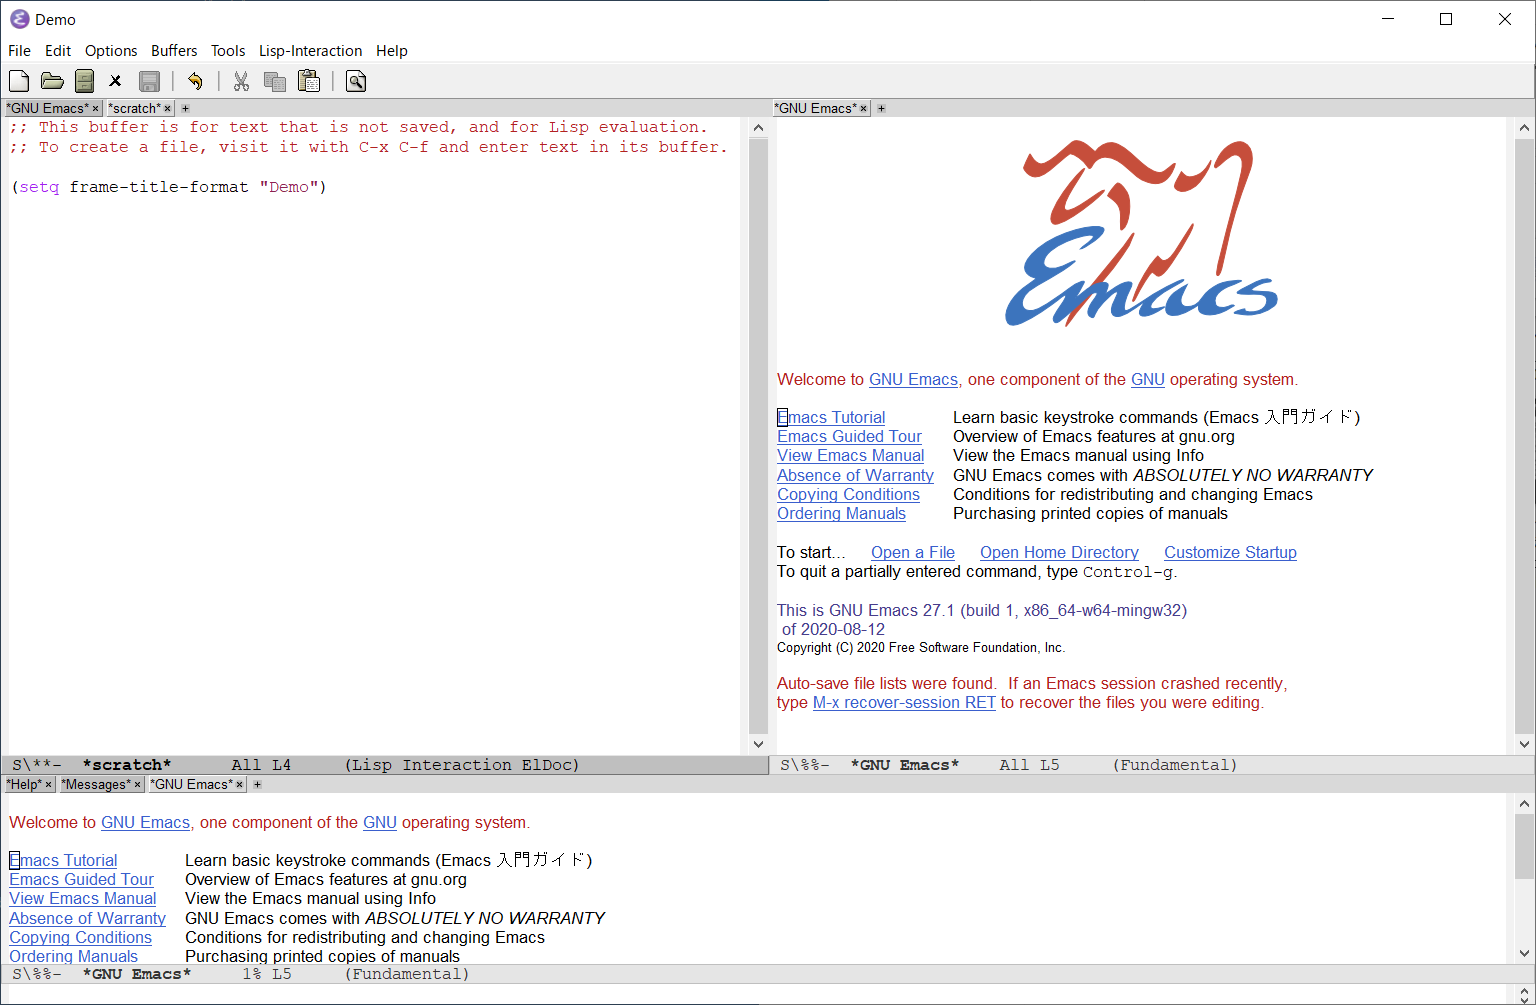 Demo
File Edit Options Buffers Tools Lisp-Interaction Help
*GNU Emacs* × *scratch* × +
;; This buffer is for text that is not saved, and for Lisp evaluation.
;; To create a file, visit it with C-x C-f and enter text in its buffer.
(setq frame-title-format "Demo")
S\**- *scratch* All L4 (Lisp Interaction ElDoc)
*GNU Emacs* × +
Emacs
Welcome to GNU Emacs, one component of the GNU operating system.
Emacs Tutorial Learn basic keystroke commands (Emacs 入門ガイド)
Emacs Guided Tour Overview of Emacs features at gnu.org
View Emacs Manual View the Emacs manual using Info
Absence of Warranty GNU Emacs comes with ABSOLUTELY NO WARRANTY
Copying Conditions Conditions for redistributing and changing Emacs
Ordering Manuals Purchasing printed copies of manuals
To start... Open a File Open Home Directory Customize Startup
To quit a partially entered command, type Control-g.
This is GNU Emacs 27.1 (build 1, x86_64-w64-mingw32)
of 2020-08-12
Copyright (C) 2020 Free Software Foundation, Inc.
Auto-save file lists were found. If an Emacs session crashed recently,
type M-x recover-session RET to recover the files you were editing.
S\%%- *GNU Emacs* All L5 (Fundamental)
*Help* × *Messages* × *GNU Emacs* × +
Welcome to GNU Emacs, one component of the GNU operating system.
Emacs Tutorial Learn basic keystroke commands (Emacs 入門ガイド)
Emacs Guided Tour Overview of Emacs features at gnu.org
View Emacs Manual View the Emacs manual using Info
Absence of Warranty GNU Emacs comes with ABSOLUTELY NO WARRANTY
Copying Conditions Conditions for redistributing and changing Emacs
Ordering Manuals Purchasing printed copies of manuals
S\%%- *GNU Emacs* 1% L5 (Fundamental)